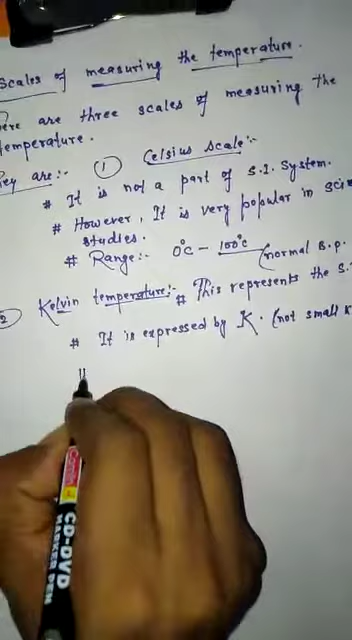 Scales of measuring the temperature.
There are three scales of measuring the
temperature.
They are:- ① Celsius Scale:-
# It is not a part of S.I. System.
# However, It is very popular in
studies.
# Range:- 0°C - 100°C (normal B.p.
2 Kelvin temperature:- # This represents the S.I
# It is expressed by K. (not small k
CD-DVD
MARKER PEN